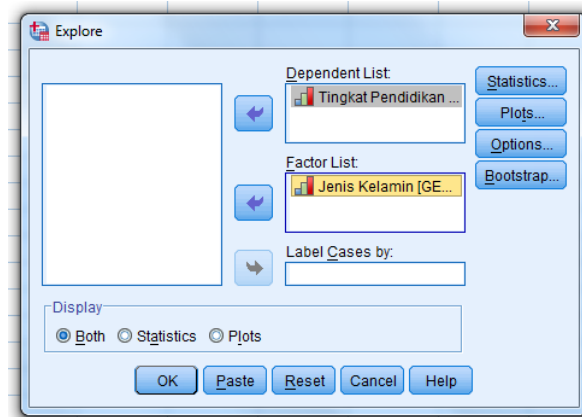 Explore
Dependent List:
Tingkat Pendidikan ...
Factor List:
Jenis Kelamin [GE...
Label Cases by:
Statistics...
Plots...
Options...
Bootstrap...
Display
Both Statistics Plots
OK Paste Reset Cancel Help